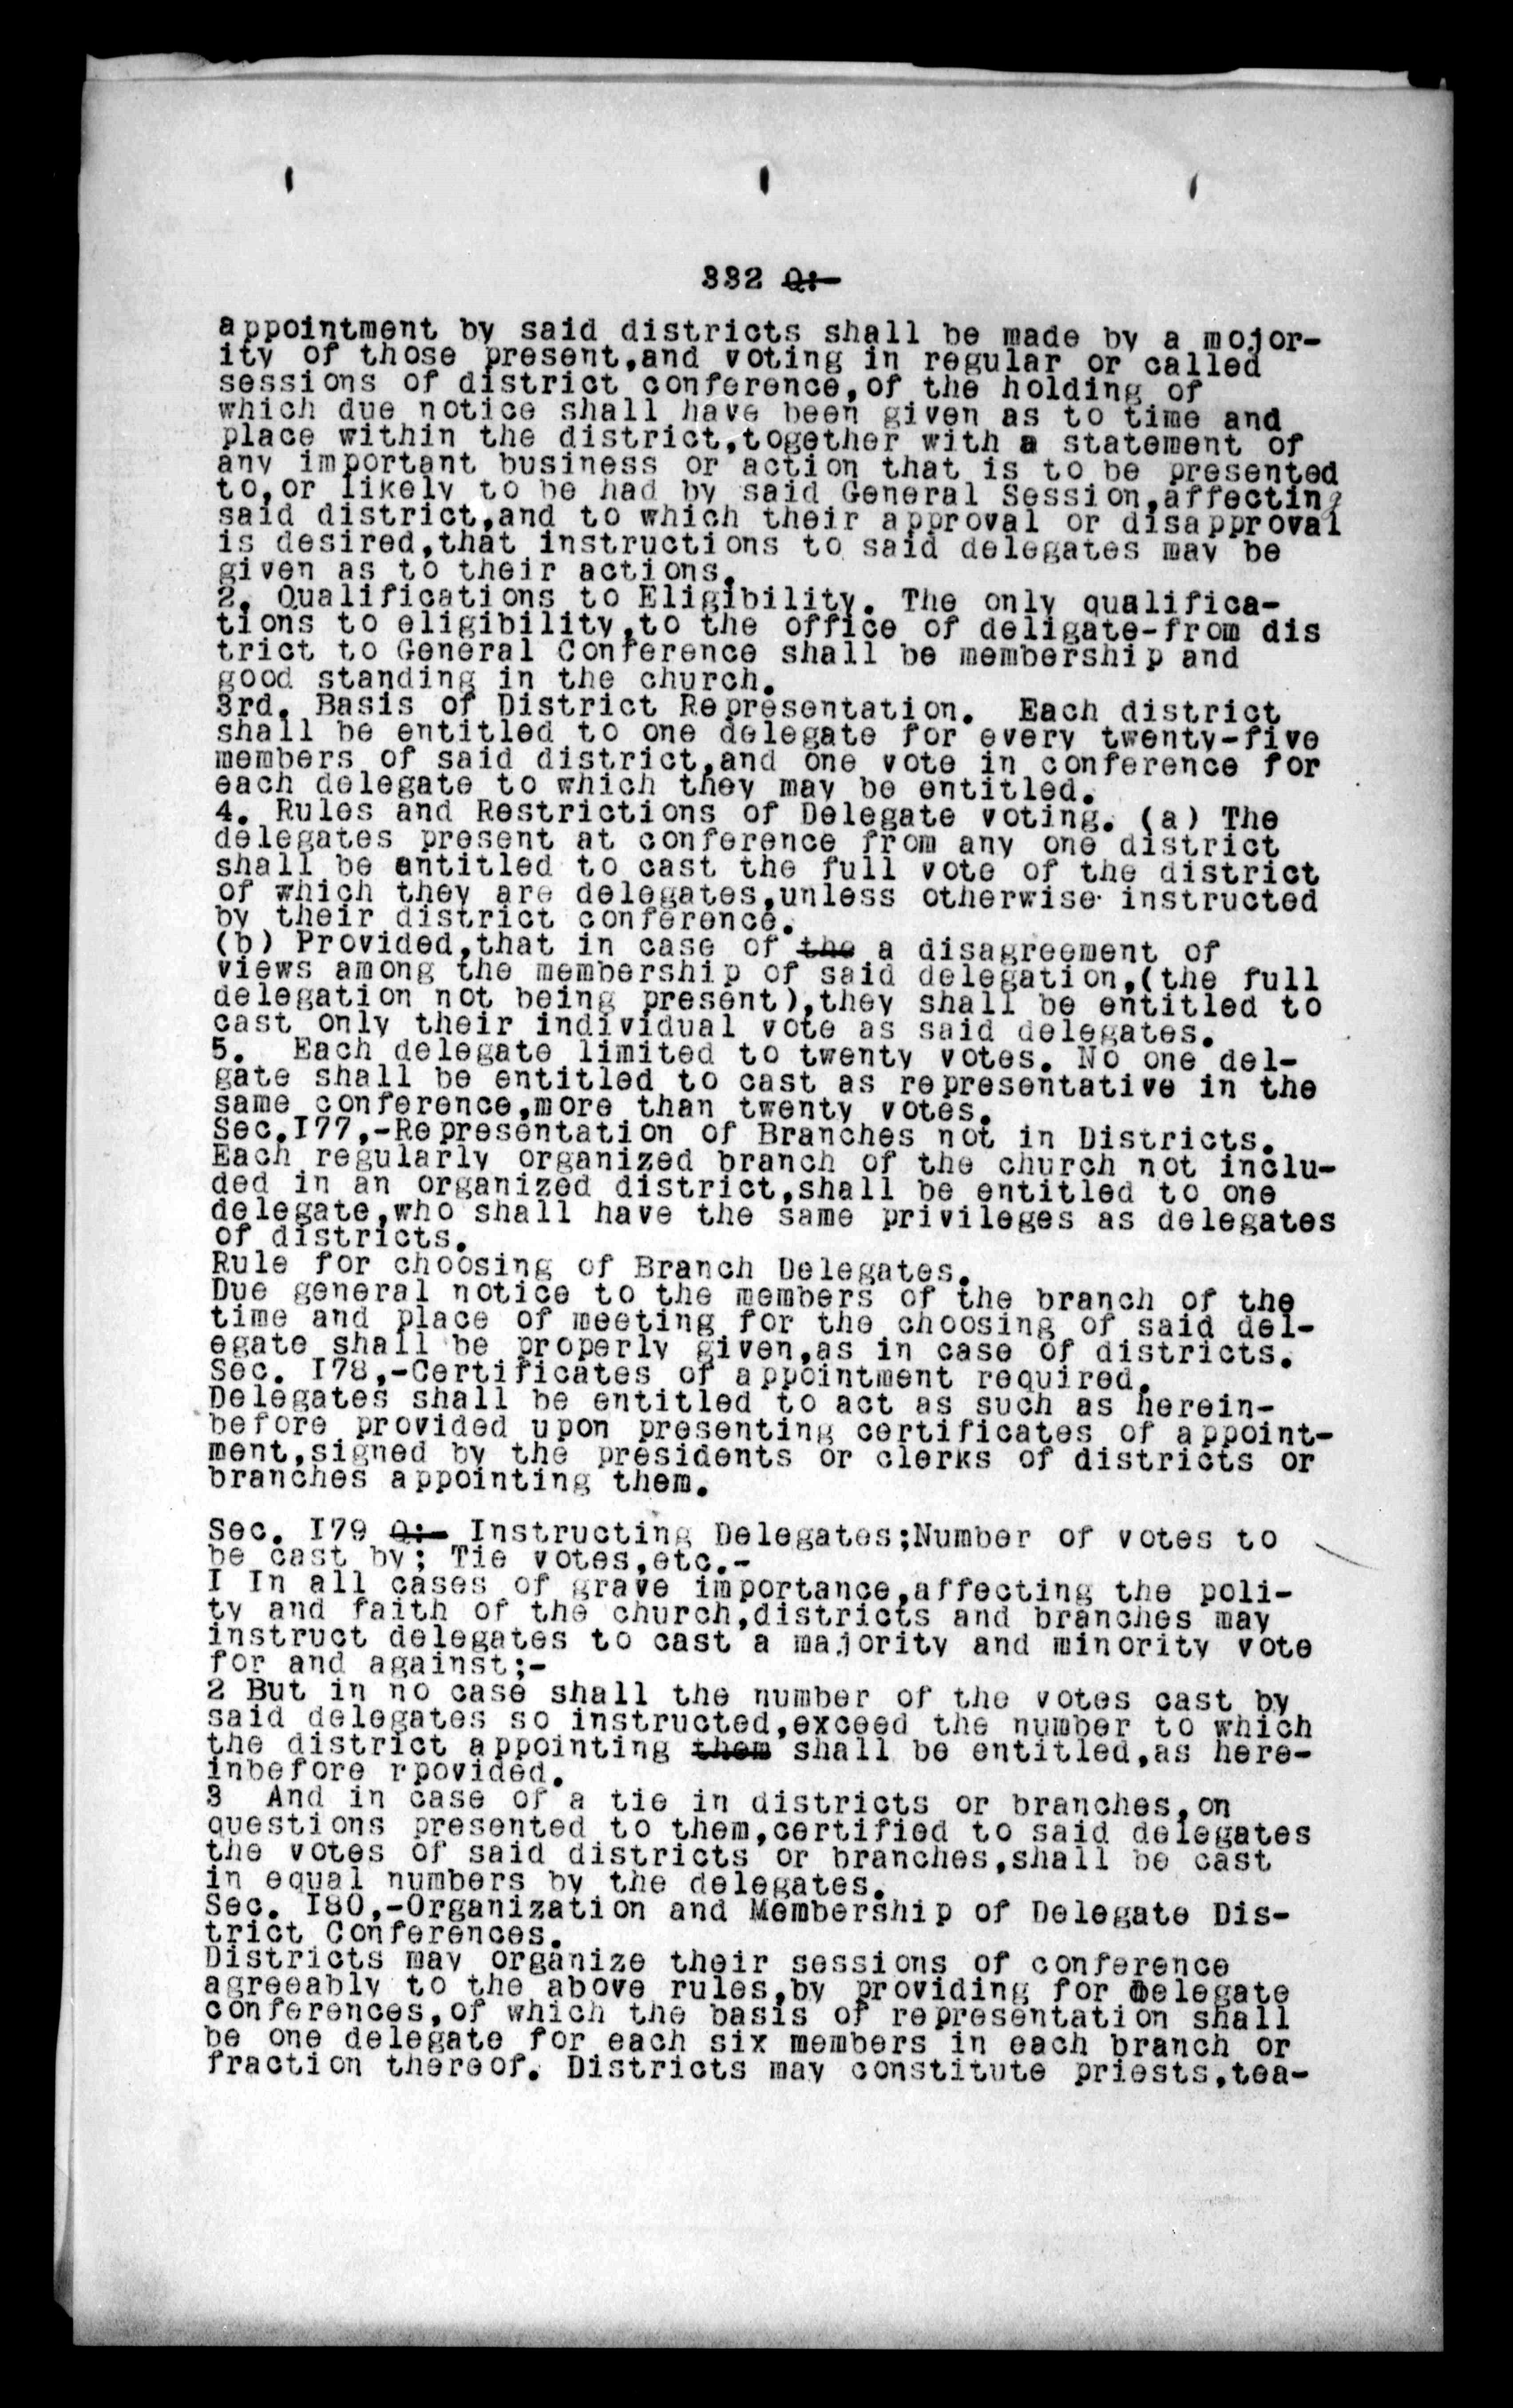 332 Q:-
appointment by said districts shall be made by a mojor-
ity of those present,and voting in regular or called
sessions of district conference,of the holding of
which due notice shall have been given as to time and
place within the district,together with a statement of
any important business or action that is to be presented
to,or likely to be had by said General Session,affecting
said district,and to which their approval or disapproval
is desired,that instructions to said delegates may be
given as to their actions.
2. Qualifications to Eligibility. The only qualifica-
tions to eligibility,to the office of deligate-from dis
trict to General Conference shall be membership and
good standing in the church.
3rd. Basis of District Representation. Each district
shall be entitled to one delegate for every twenty-five
members of said district,and one vote in conference for
each delegate to which they may be entitled.
4. Rules and Restrictions of Delegate voting. (a) The
delegates present at conference from any one district
shall be entitled to cast the full vote of the district
of which they are delegates,unless otherwise instructed
by their district conference.
(b) Provided,that in case of the a disagreement of
views among the membership of said delegation,(the full
delegation not being present),they shall be entitled to
cast only their individual vote as said delegates.
5. Each delegate limited to twenty votes. No one del-
gate shall be entitled to cast as representative in the
same conference,more than twenty votes.
Sec.I77,-Representation of Branches not in Districts.
Each regularly organized branch of the church not inclu-
ded in an organized district,shall be entitled to one
delegate,who shall have the same privileges as delegates
of districts.
Rule for choosing of Branch Delegates.
Due general notice to the members of the branch of the
time and place of meeting for the choosing of said del-
egate shall be properly given,as in case of districts.
Sec. I78,-Certificates of appointment required.
Delegates shall be entitled to act as such as herein-
before provided upon presenting certificates of appoint-
ment,signed by the presidents or clerks of districts or
branches appointing them.
Sec. I79 Q:- Instructing Delegates;Number of votes to
be cast by; Tie votes,etc.-
I In all cases of grave importance,affecting the poli-
ty and faith of the church,districts and branches may
instruct delegates to cast a majority and minority vote
for and against;-
2 But in no case shall the number of the votes cast by
said delegates so instructed,exceed the number to which
the district appointing them shall be entitled,as here-
inbefore rpovided.
3 And in case of a tie in districts or branches,on
questions presented to them,certified to said delegates
the votes of said districts or branches,shall be cast
in equal numbers by the delegates.
Sec. I80,-Organization and Membership of Delegate Dis-
trict Conferences.
Districts may organize their sessions of conference
agreeably to the above rules,by providing for delegate
conferences,of which the basis of representation shall
be one delegate for each six members in each branch or
fraction thereof. Districts may constitute priests,tea-